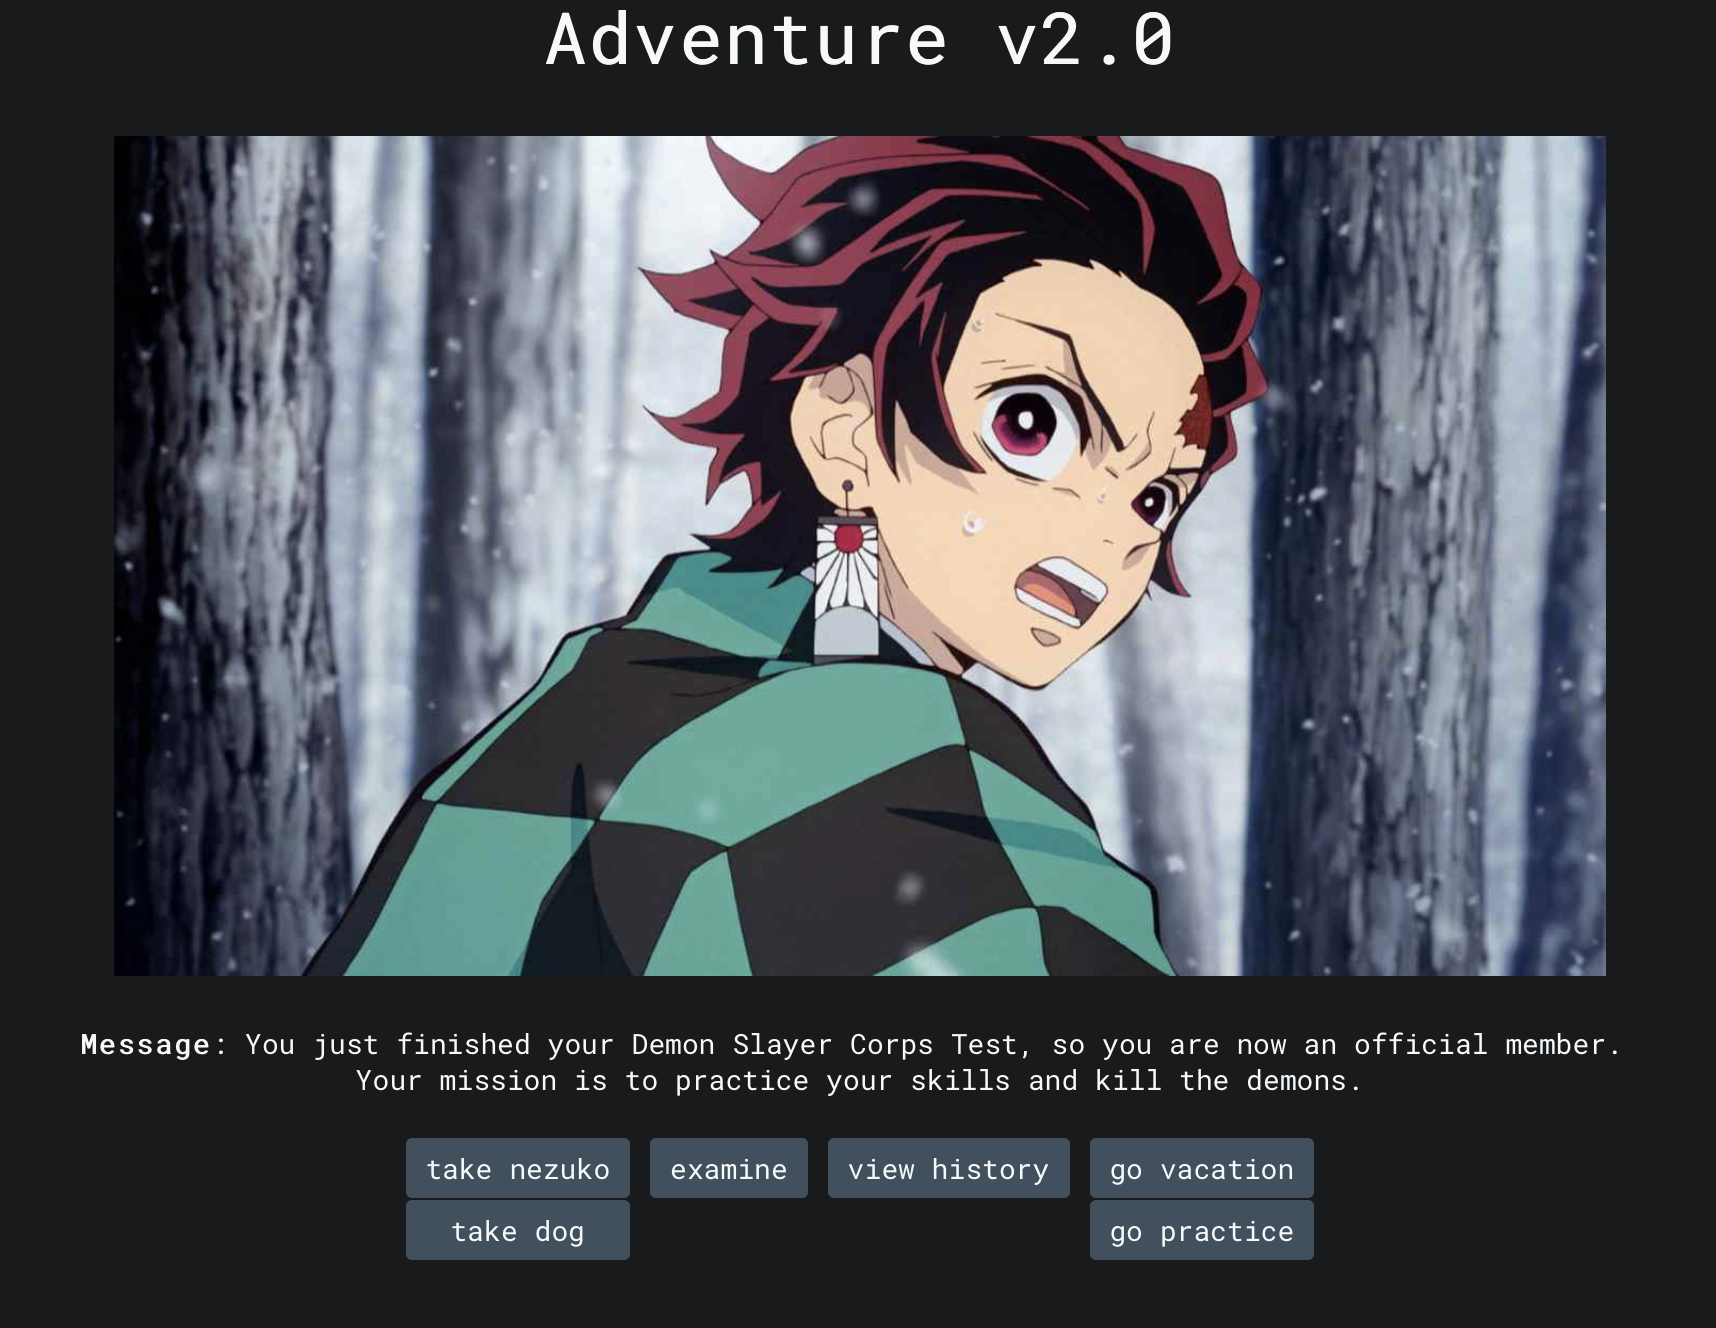 Adventure v2.0
Message: You just finished your Demon Slayer Corps Test, so you are now an official member.
Your mission is to practice your skills and kill the demons.
take nezuko
examine
view history
go vacation
take dog
go practice